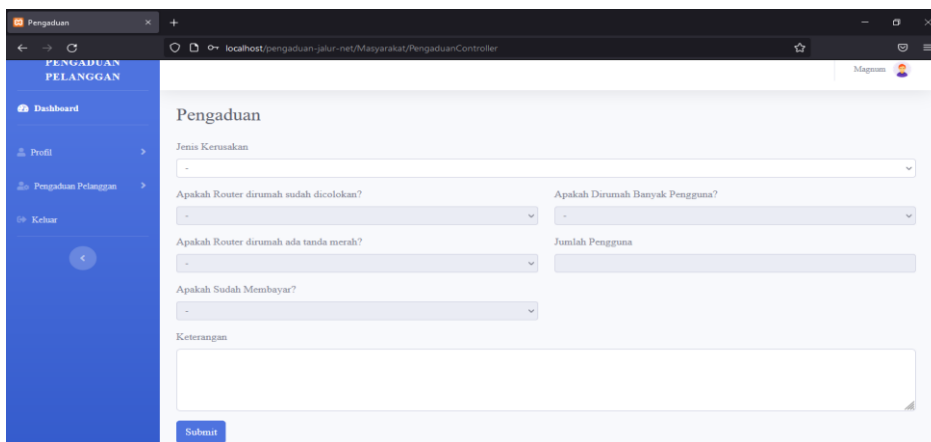 Pengaduan
localhost/pengaduan-jalur-net/Masyarakat/PengaduanController
PENGADUAN
PELANGGAN
Magnum
Dashboard
Profil
Pengaduan Pelanggan
Keluar
Pengaduan
Jenis Kerusakan
-
Apakah Router dirumah sudah dicolokan?
Apakah Dirumah Banyak Pengguna?
-
-
Apakah Router dirumah ada tanda merah?
Jumlah Pengguna
-
Apakah Sudah Membayar?
-
Keterangan
Submit